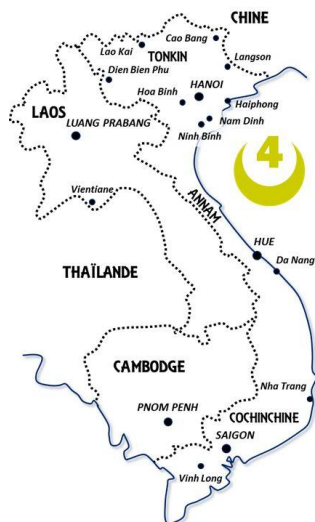 CHINE
Cao Bang
Lao Kai
TONKIN
Langson
Dien Bien Phu
Hoa Binh
HANOI
Haiphong
LAOS
Nam Dinh
LUANG PRABANG
Ninh Binh
4
Vientiane
ANNAM
HUE
THAÏLANDE
Da Nang
CAMBODGE
Nha Trang
PNOM PENH
COCHINCHINE
SAIGON
Vinh Long